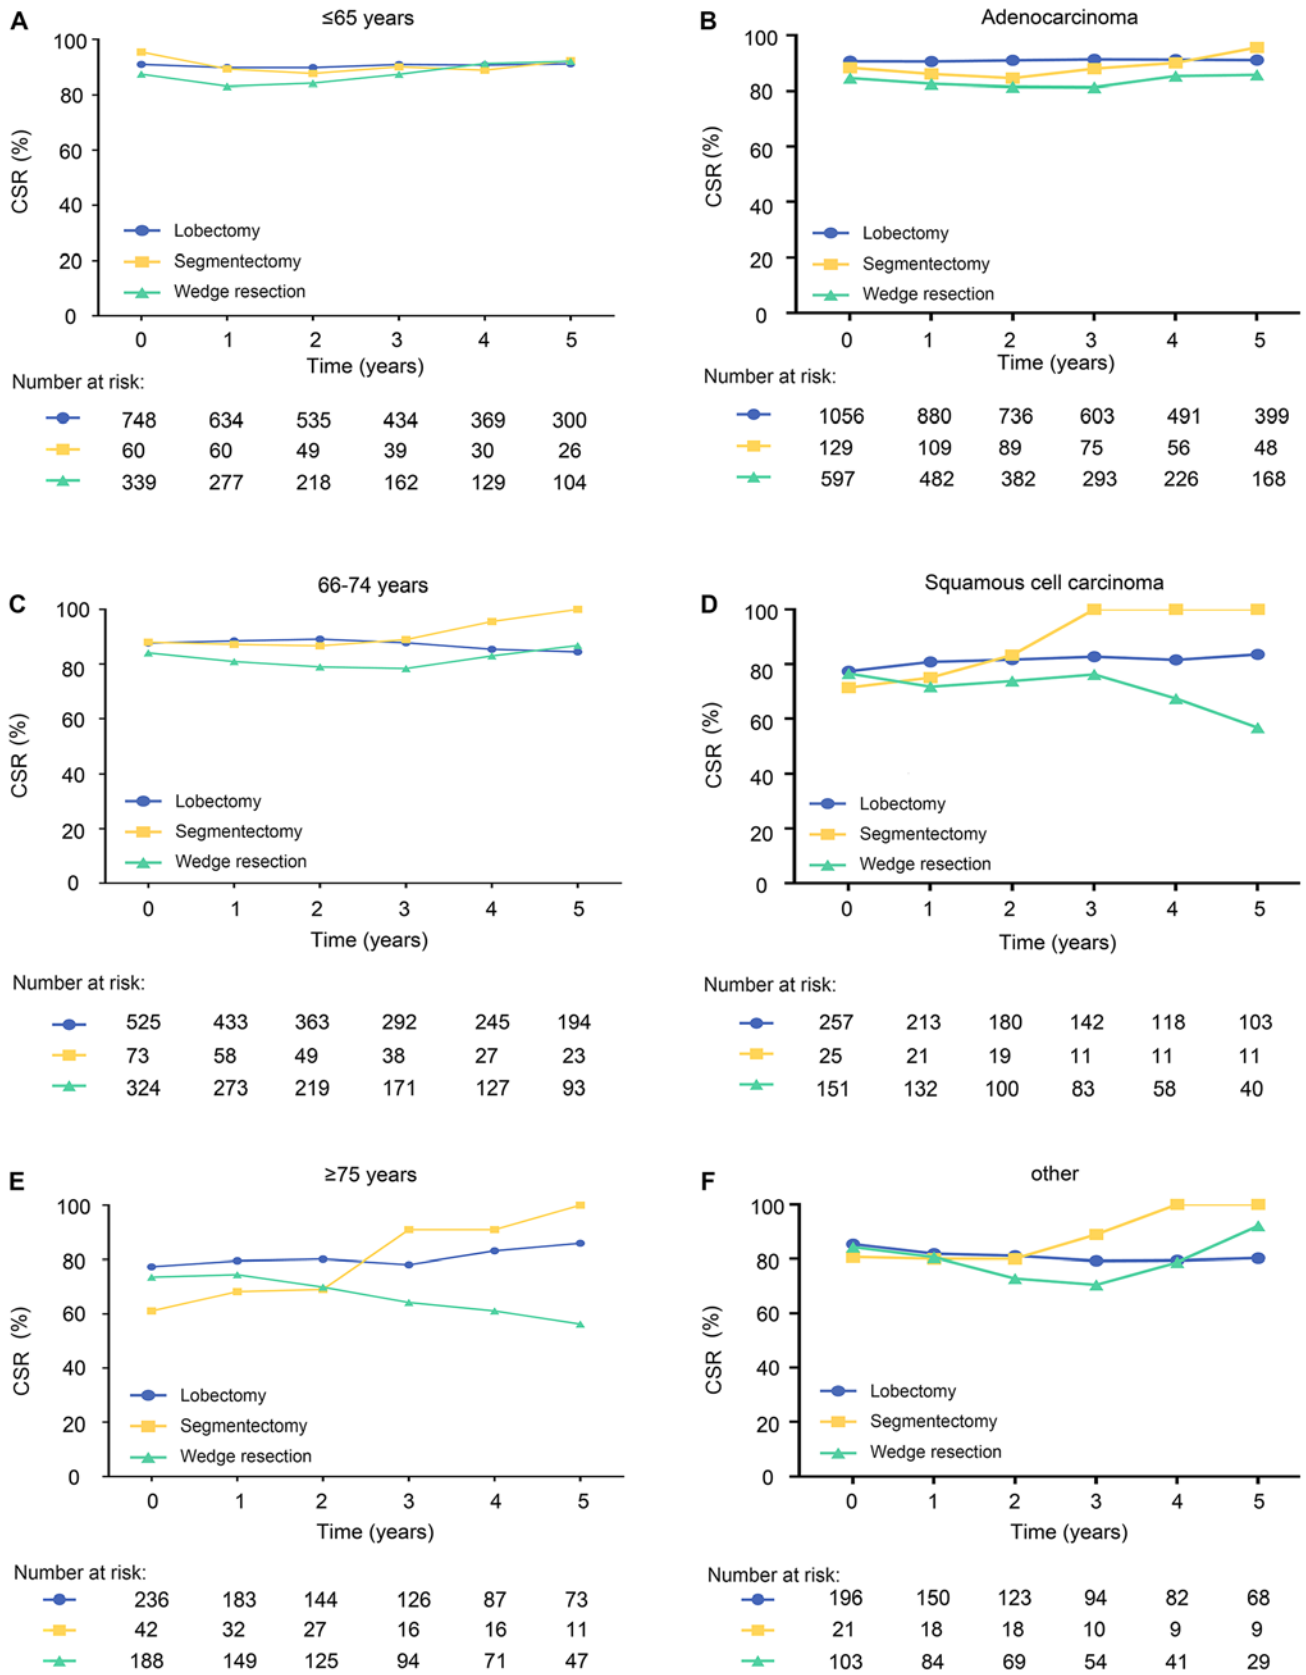 A
≤65 years
100
80
60
40
20
0
CSR (%)
Lobectomy
Segmentectomy
Wedge resection
0 1 2 3 4 5
Time (years)
Number at risk:
748 634 535 434 369 300
60 60 49 39 30 26
339 277 218 162 129 104
B
Adenocarcinoma
100
80
60
40
20
0
CSR (%)
Lobectomy
Segmentectomy
Wedge resection
0 1 2 3 4 5
Time (years)
Number at risk:
1056 880 736 603 491 399
129 109 89 75 56 48
597 482 382 293 226 168
C
66-74 years
100
80
60
40
20
0
CSR (%)
Lobectomy
Segmentectomy
Wedge resection
0 1 2 3 4 5
Time (years)
Number at risk:
525 433 363 292 245 194
73 58 49 38 27 23
324 273 219 171 127 93
D
Squamous cell carcinoma
100
80
60
40
20
0
CSR (%)
Lobectomy
Segmentectomy
Wedge resection
0 1 2 3 4 5
Time (years)
Number at risk:
257 213 180 142 118 103
25 21 19 11 11 11
151 132 100 83 58 40
E
≥75 years
100
80
60
40
20
0
CSR (%)
Lobectomy
Segmentectomy
Wedge resection
0 1 2 3 4 5
Time (years)
Number at risk:
236 183 144 126 87 73
42 32 27 16 16 11
188 149 125 94 71 47
F
other
100
80
60
40
20
0
CSR (%)
Lobectomy
Segmentectomy
Wedge resection
0 1 2 3 4 5
Time (years)
Number at risk:
196 150 123 94 82 68
21 18 18 10 9 9
103 84 69 54 41 29